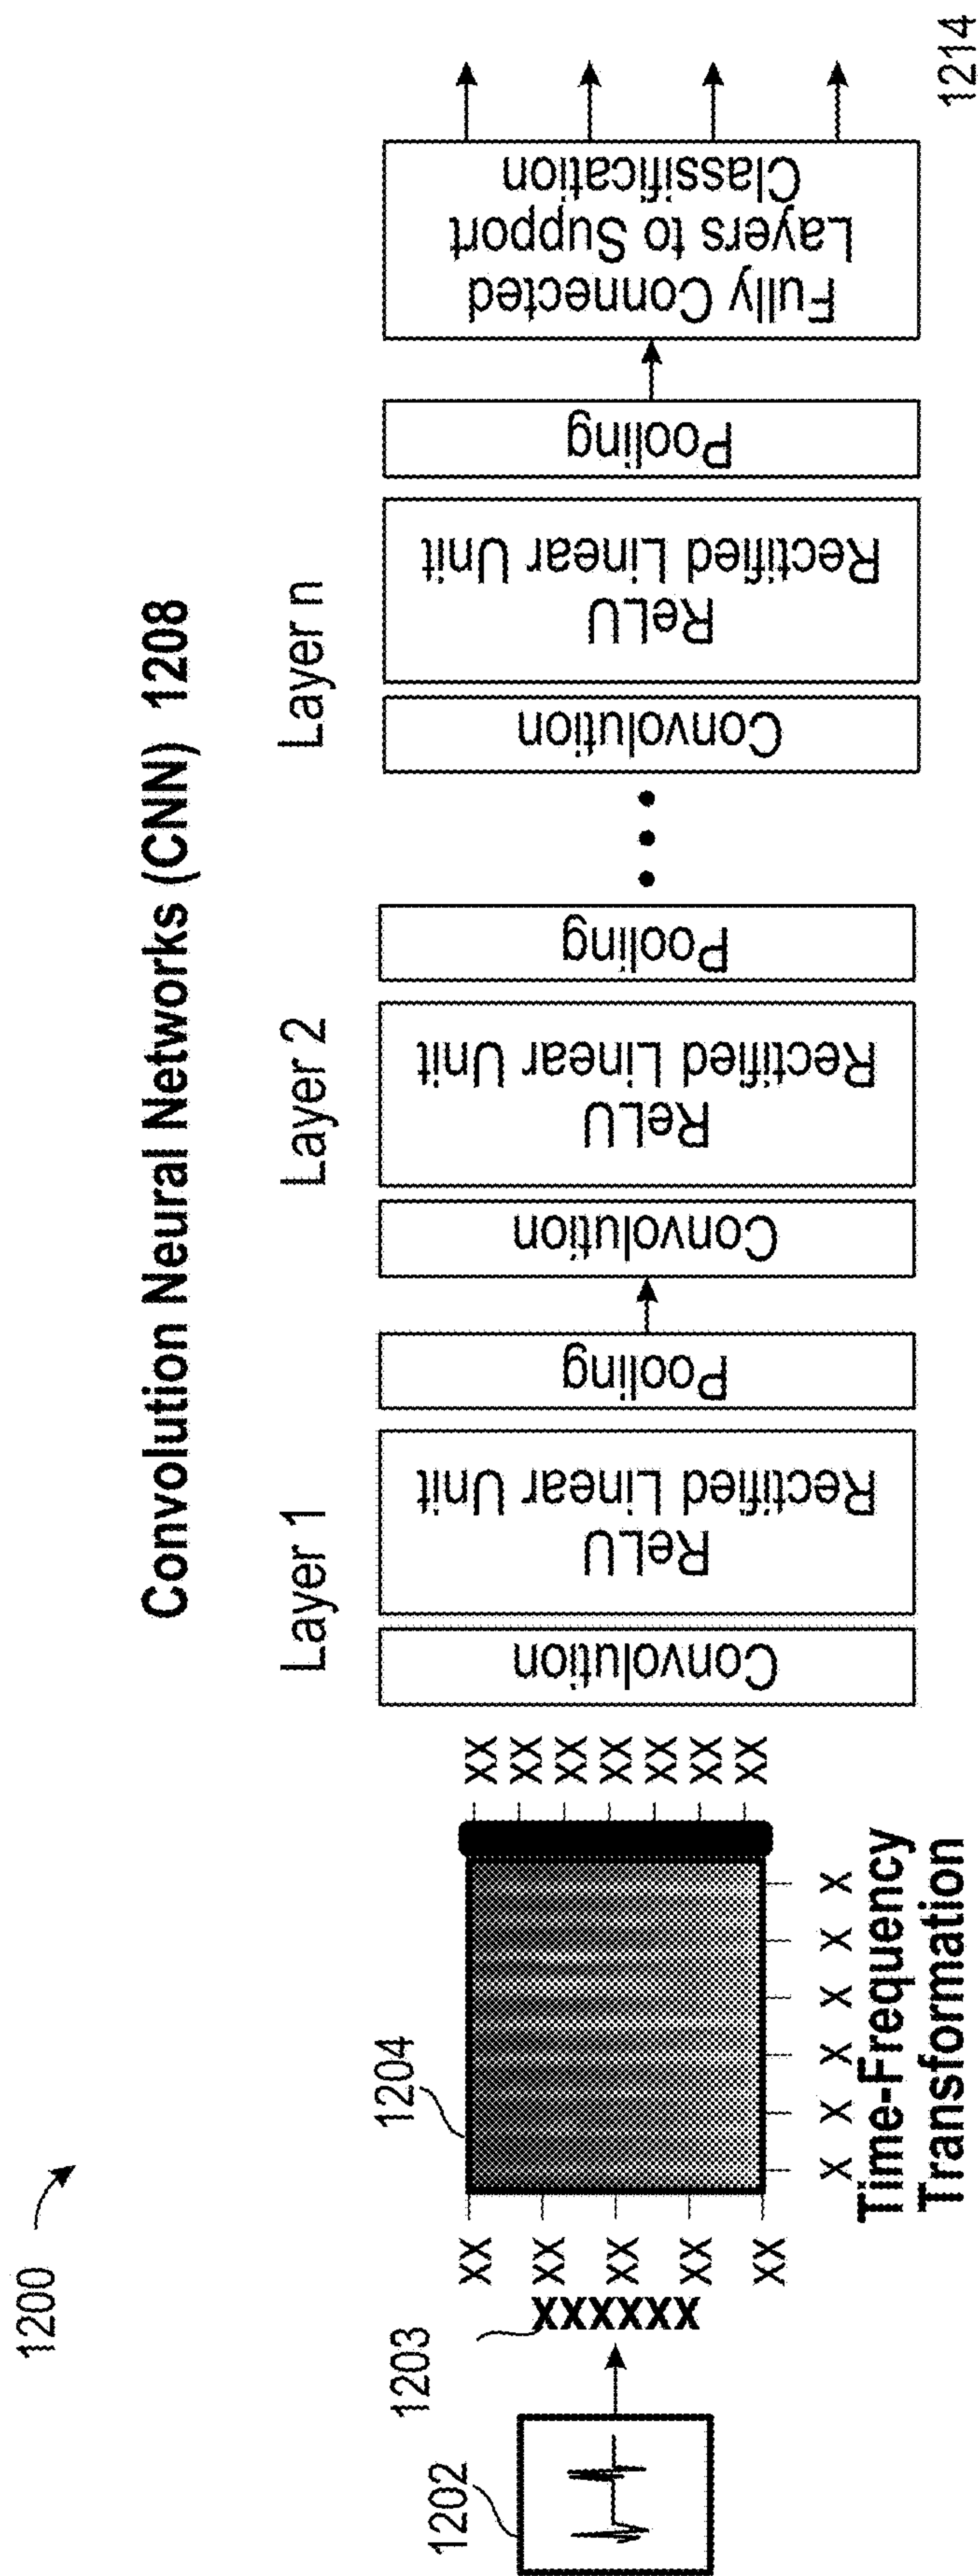 1200
Convolution Neural Networks (CNN) 1208
Layer 1
Layer 2
Layer n
1202
1203
XXXXXX
XX
XX
XX
XX
XX
1204
X X X X X X
Time-Frequency
Transformation
XX
XX
XX
XX
XX
XX
XX
Convolution
ReLU
Rectified Linear Unit
Pooling
Convolution
ReLU
Rectified Linear Unit
Pooling
Convolution
ReLU
Rectified Linear Unit
Pooling
Fully Connected
Layers to Support
Classification
1214